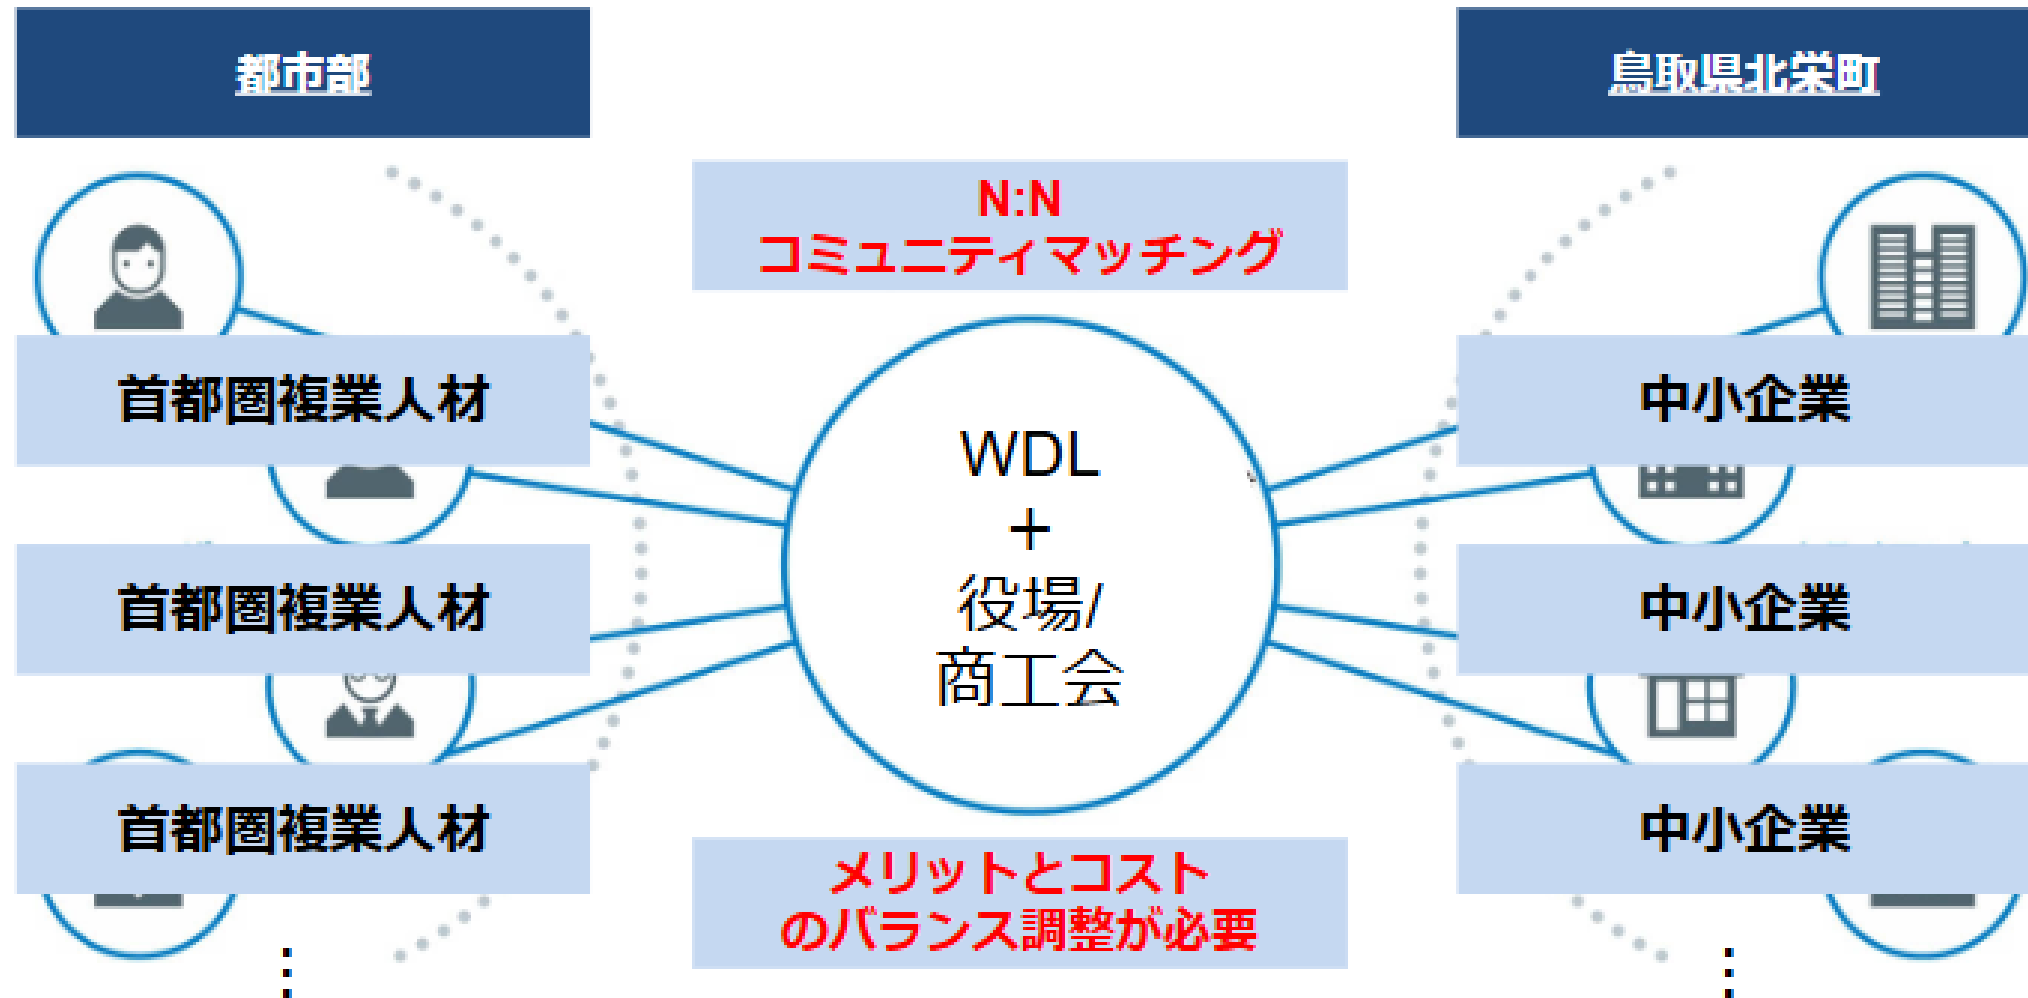 都市部
鳥取県北栄町
N:N
コミュニティマッチング
首都圏複業人材
中小企業
WDL
+
役場/
商工会
首都圏複業人材
中小企業
首都圏複業人材
中小企業
メリットとコスト
のバランス調整が必要